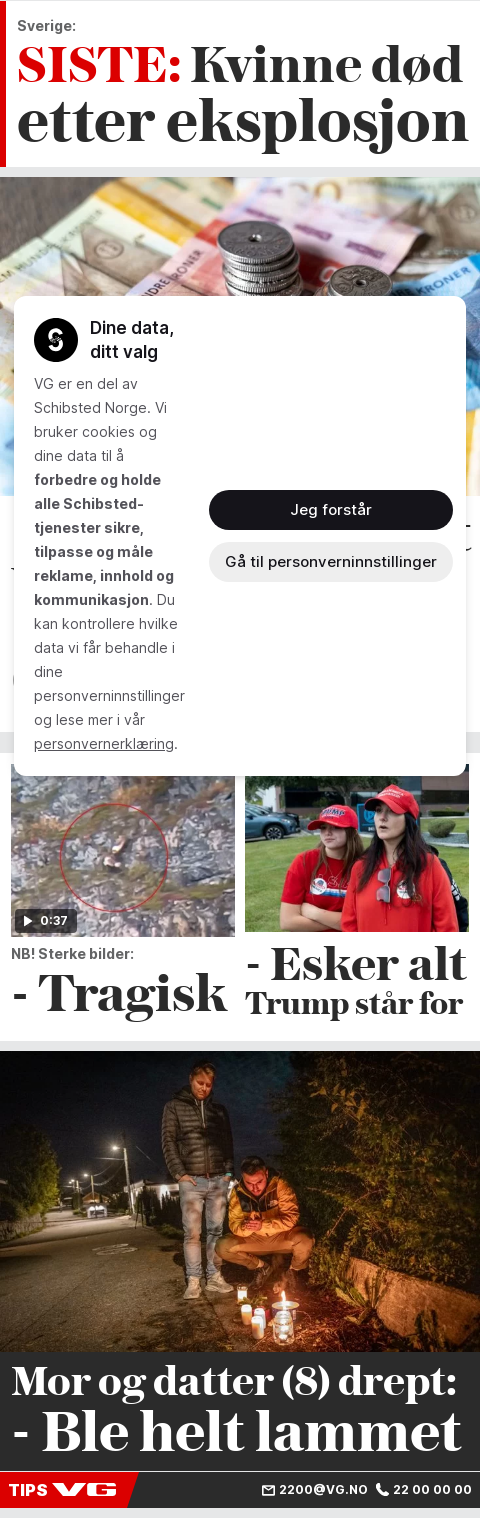 Sverige:
SISTE: Kvinne død
etter eksplosjon
KRONER
Dine data,
ditt valg
VG er en del av
Schibsted Norge. Vi
bruker cookies og
dine data til å
forbedre og holde
alle Schibsted-
tjenester sikre,
tilpasse og måle
reklame, innhold og
kommunikasjon. Du
kan kontrollere hvilke
data vi får behandle i
dine
personverninnstillinger
og lese mer i vår
personvernerklæring.
Jeg forstår
Gå til personverninnstillinger
0:37
NB! Sterke bilder:
- Tragisk
- Esker alt
Trump står for
Mor og datter (8) drept:
- Ble helt lammet
TIPS VG
2200@VG.NO 22 00 00 00